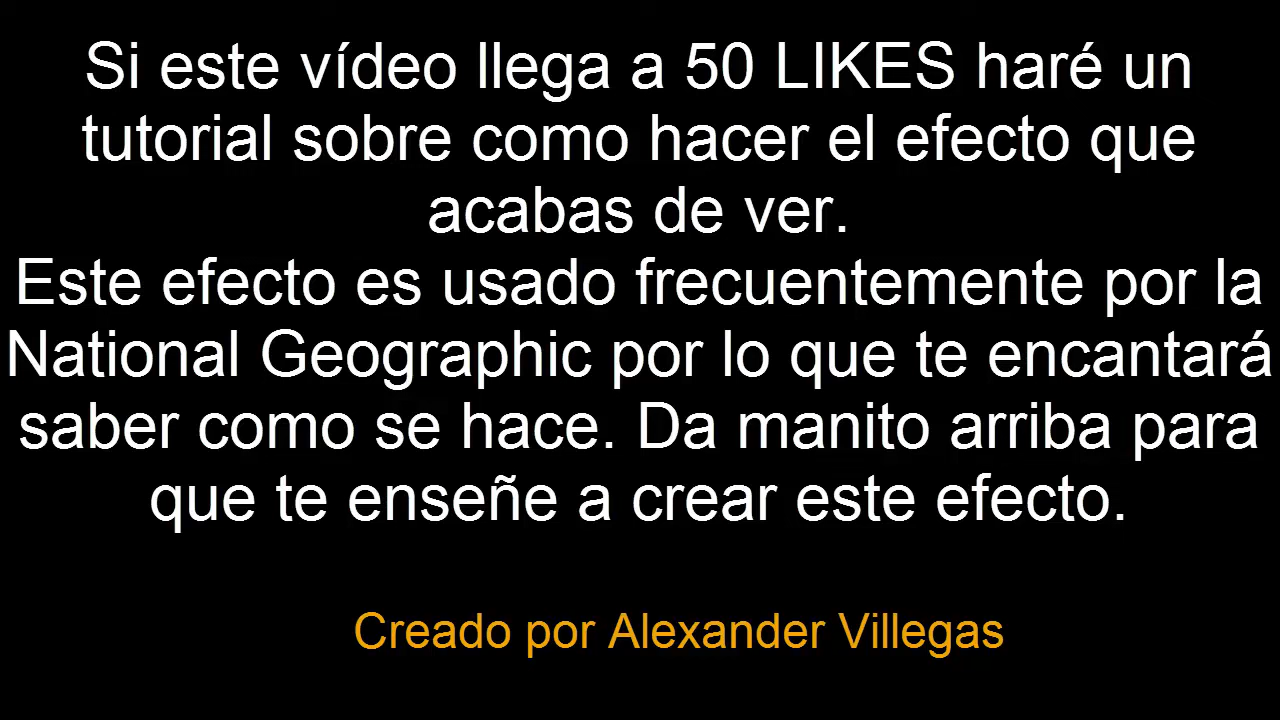 Si este vídeo llega a 50 LIKES haré un
tutorial sobre como hacer el efecto que
acabas de ver.
Este efecto es usado frecuentemente por la
National Geographic por lo que te encantará
saber como se hace. Da manito arriba para
que te enseñe a crear este efecto.
Creado por Alexander Villegas